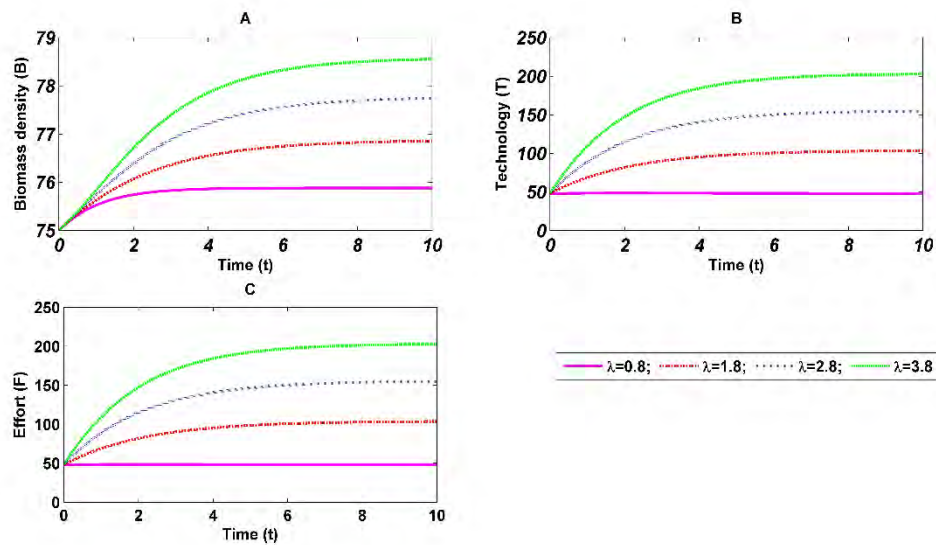 A
79
78
77
76
75
Biomass density (B)
0 2 4 6 8 10
Time (t)
B
250
200
150
100
50
0
Technology (T)
0 2 4 6 8 10
Time (t)
C
250
200
150
100
50
0
Effort (F)
0 2 4 6 8 10
Time (t)
λ=0.8; λ=1.8; λ=2.8; λ=3.8